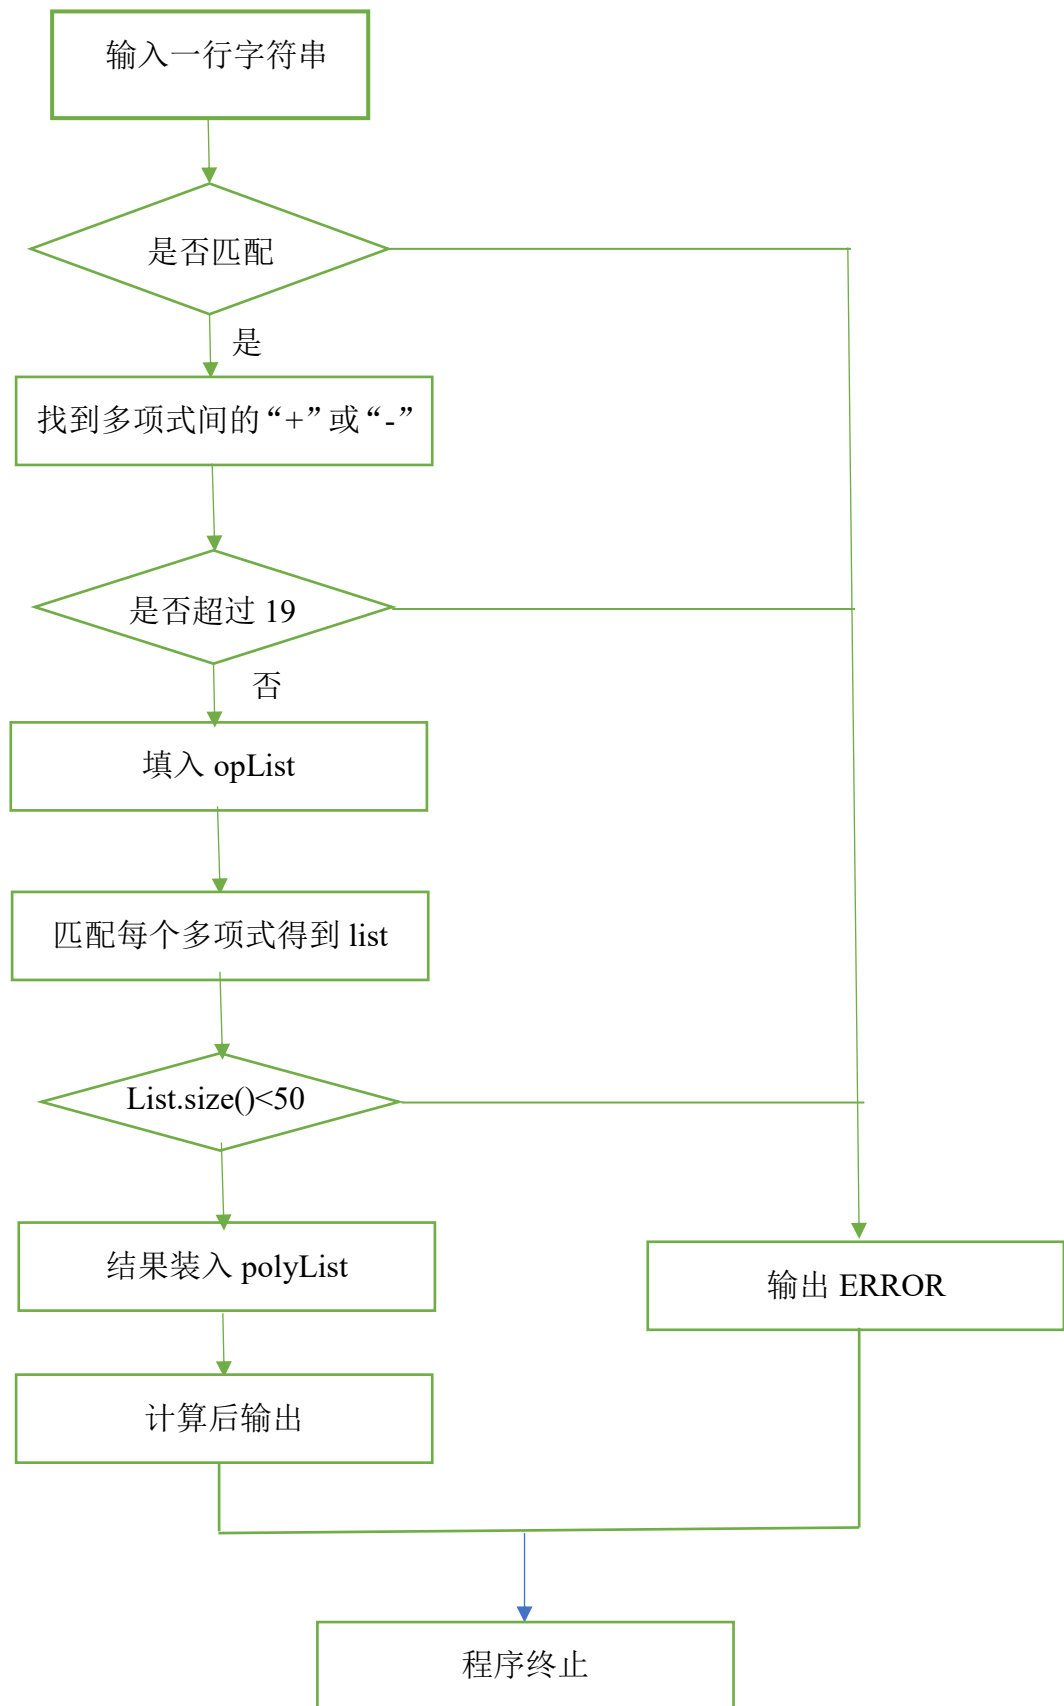 输入一行字符串
是否匹配
是
找到多项式间的“+”或“-”
是否超过 19
否
填入 opList
匹配每个多项式得到 list
List.size()<50
结果装入 polyList
输出 ERROR
计算后输出
程序终止